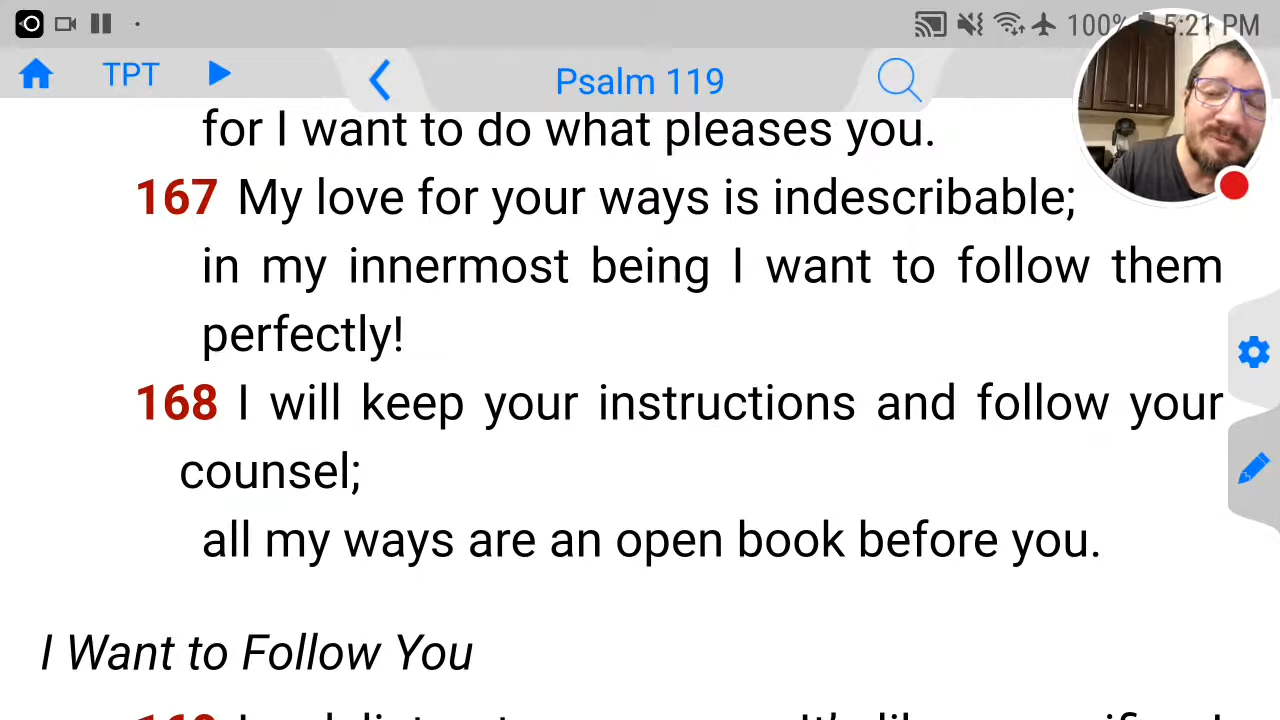 100% 5:21 PM
TPT Psalm 119
for I want to do what pleases you.
167 My love for your ways is indescribable;
in my innermost being I want to follow them
perfectly!
168 I will keep your instructions and follow your
counsel;
all my ways are an open book before you.
I Want to Follow You